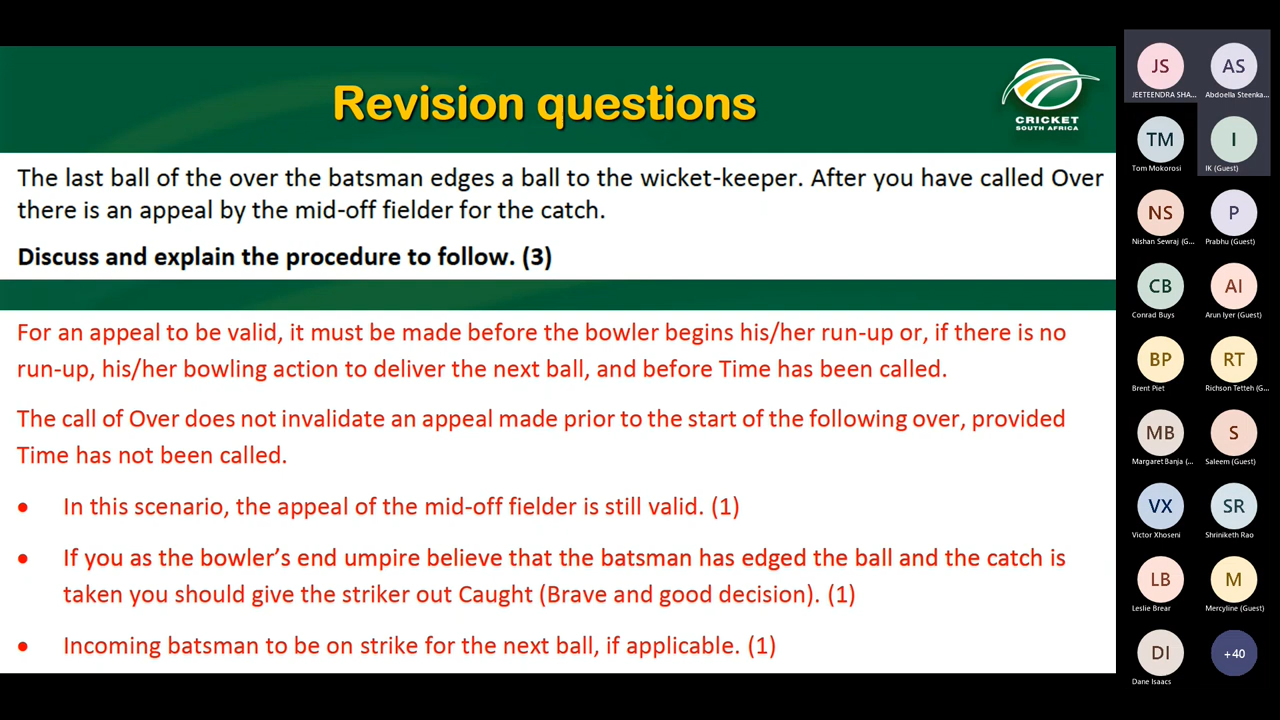 Revision questions
CRICKET
SOUTH AFRICA
The last ball of the over the batsman edges a ball to the wicket-keeper. After you have called Over
there is an appeal by the mid-off fielder for the catch.
Discuss and explain the procedure to follow. (3)
For an appeal to be valid, it must be made before the bowler begins his/her run-up or, if there is no
run-up, his/her bowling action to deliver the next ball, and before Time has been called.
The call of Over does not invalidate an appeal made prior to the start of the following over, provided
Time has not been called.
• In this scenario, the appeal of the mid-off fielder is still valid. (1)
• If you as the bowler’s end umpire believe that the batsman has edged the ball and the catch is
taken you should give the striker out Caught (Brave and good decision). (1)
• Incoming batsman to be on strike for the next ball, if applicable. (1)
JS
JEETEENDRA SHA...
AS
Abdoella Steenka...
TM
Tom Mokorosi
I
IK (Guest)
NS
Nishan Sewraj (G...
P
Prabhu (Guest)
CB
Conrad Buys
AI
Arun Iyer (Guest)
BP
Brent Piet
RT
Richson Tetteh (G...
MB
Margaret Banja (...
S
Saleem (Guest)
VX
Victor Xhoseni
SR
Shriniketh Rao
LB
Leslie Brear
M
Mercyline (Guest)
DI
Dane Isaacs
+40